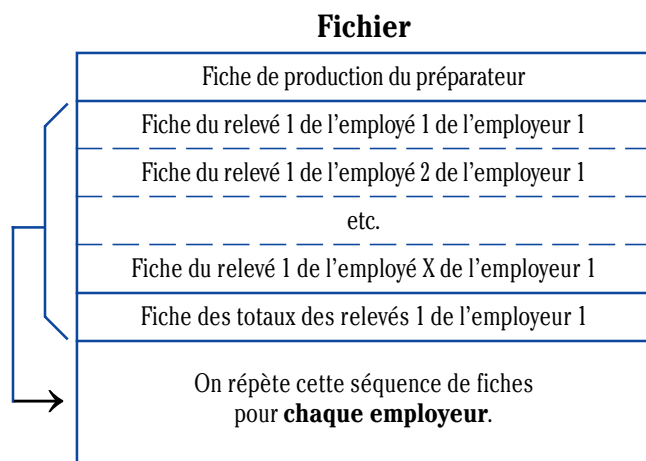 Fichier
Fiche de production du préparateur
Fiche du relevé 1 de l'employé 1 de l'employeur 1
Fiche du relevé 1 de l'employé 2 de l'employeur 1
etc.
Fiche du relevé 1 de l'employé X de l'employeur 1
Fiche des totaux des relevés 1 de l'employeur 1
On répète cette séquence de fiches
pour chaque employeur.